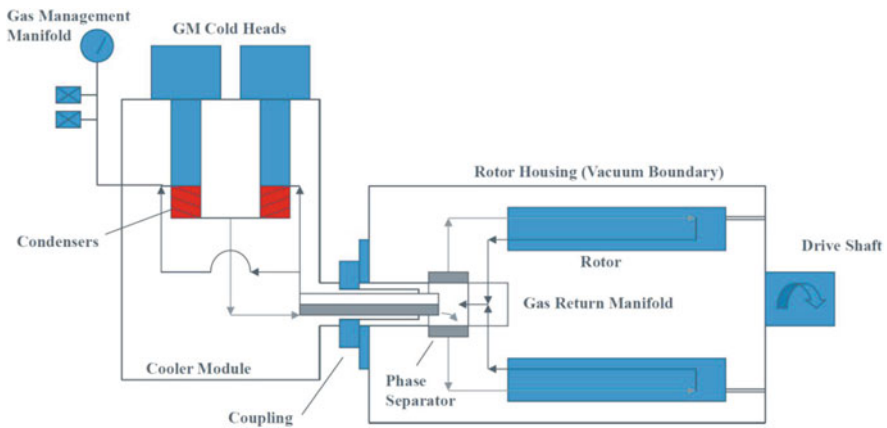 Gas Management
Manifold
GM Cold Heads
Rotor Housing (Vacuum Boundary)
Condensers
Drive Shaft
Rotor
Gas Return Manifold
Cooler Module
Phase
Separator
Coupling